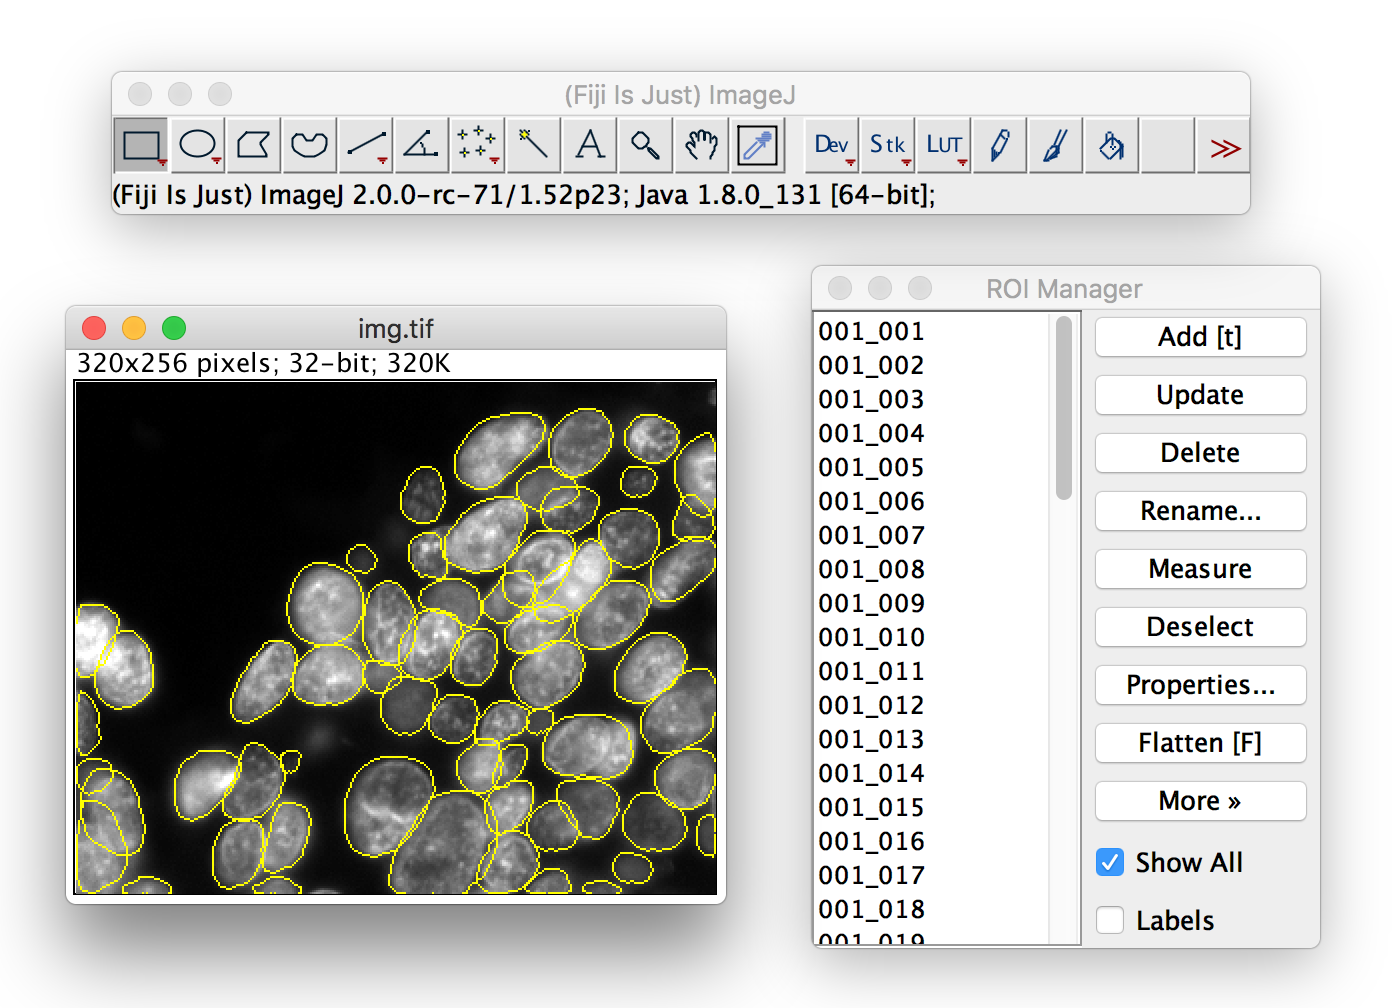 (Fiji Is Just) ImageJ
A Dev Stk LUT >>
(Fiji Is Just) ImageJ 2.0.0-rc-71/1.52p23; Java 1.8.0_131 [64-bit];
img.tif
320x256 pixels; 32-bit; 320K
ROI Manager
001_001
001_002
001_003
001_004
001_005
001_006
001_007
001_008
001_009
001_010
001_011
001_012
001_013
001_014
001_015
001_016
001_017
001_018
001_019
Add [t]
Update
Delete
Rename...
Measure
Deselect
Properties...
Flatten [F]
More »
Show All
Labels